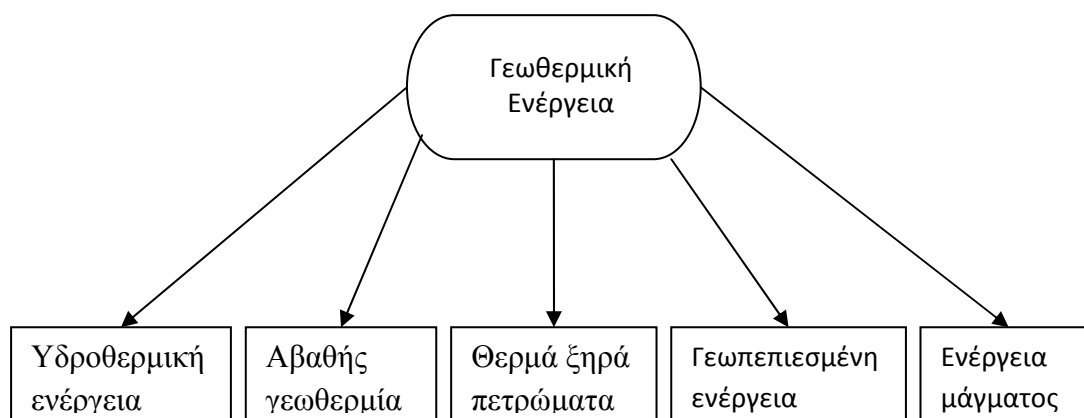 Γεωθερμική
Ενέργεια
Υδροθερμική
ενέργεια
Αβαθής
γεωθερμία
Θερμά ξηρά
πετρώματα
Γεωπεπιεσμένη
ενέργεια
Ενέργεια
μάγματος